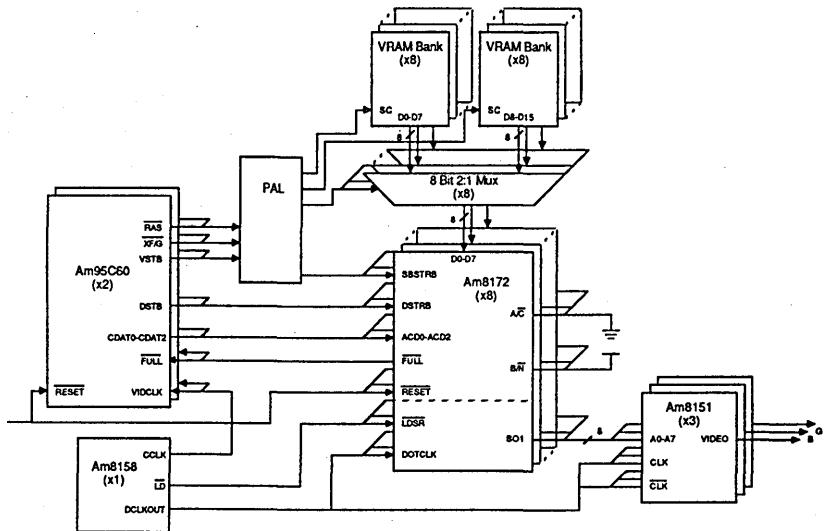 VRAM Bank
(x8)
SC
D0-D7
8
VRAM Bank
(x8)
SC
D8-D15
8
PAL
8 Bit 2:1 Mux
(x8)
8
Am95C60
(x2)
RAS
XF/G
VSTB
DSTB
CDAT0-CDAT2
FULL
RESET
VIDCLK
D0-D7
Am8172
(x8)
SBSTRB
DSTRB
ACD0-ACD2
FULL
RESET
LDSR
DOTCLK
A/C
B/N
SO1
8
Am8151
(x3)
A0-A7
VIDEO
CLK
CLK
G
B
Am8158
(x1)
CCLK
LD
DCLKOUT